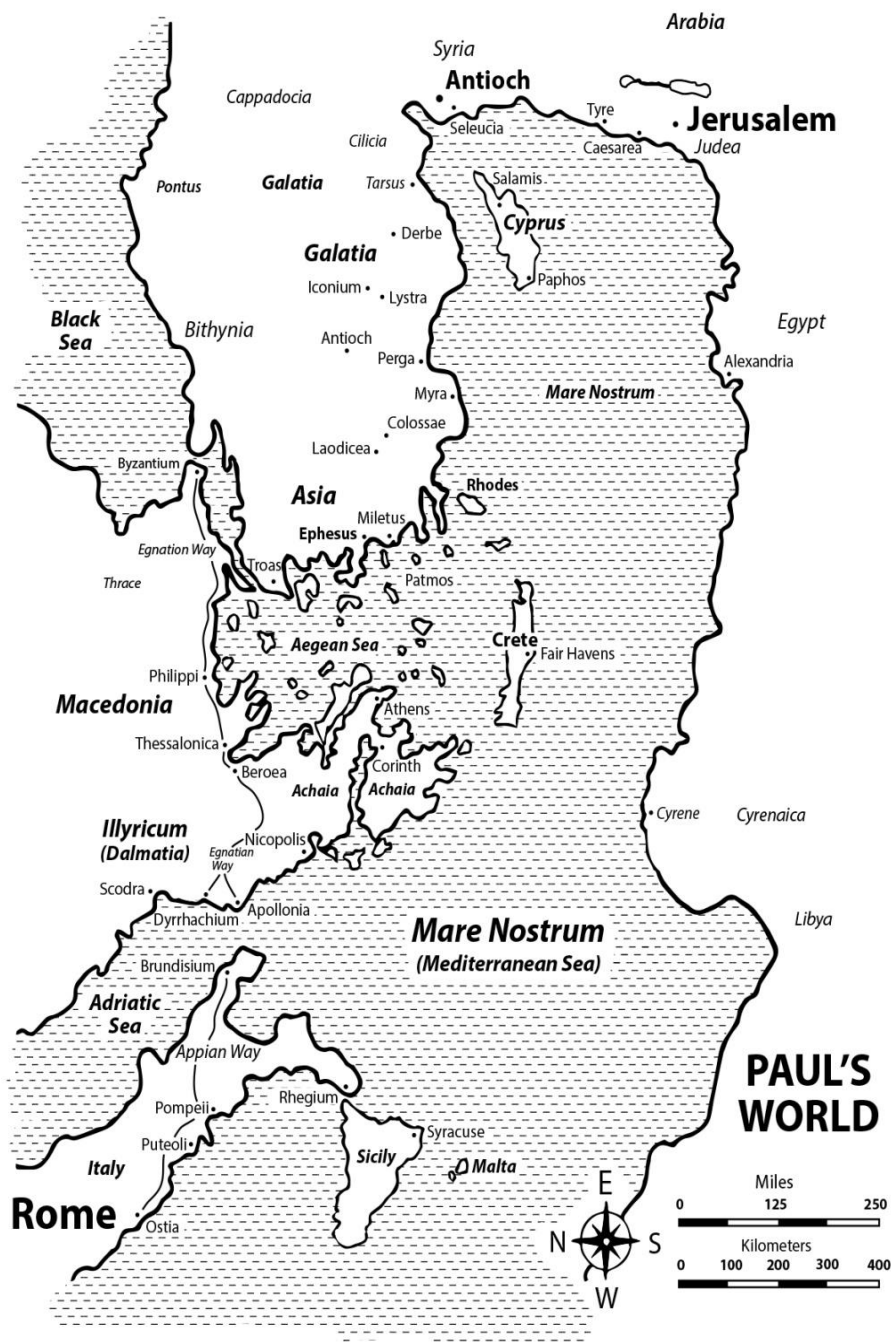 Arabia
Syria
Antioch
Cappadocia
Seleucia
Tyre
Jerusalem
Caesarea
Judea
Cilicia
Pontus
Galatia
Tarsus
Salamis
Cyprus
Derbe
Galatia
Paphos
Iconium
Lystra
Black
Sea
Bithynia
Egypt
Antioch
Perga
Alexandria
Myra
Mare Nostrum
Colossae
Laodicea
Byzantium
Rhodes
Asia
Miletus
Ephesus
Egnation Way
Troas
Thrace
Patmos
Aegean Sea
Crete
Fair Havens
Philippi
Macedonia
Athens
Thessalonica
Corinth
Beroea
Achaia
Achaia
Cyrene
Cyrenaica
Illyricum
(Dalmatia)
Nicopolis
Egnatian
Way
Scodra
Dyrrhachium
Apollonia
Libya
Mare Nostrum
(Mediterranean Sea)
Brundisium
Adriatic
Sea
Appian Way
PAUL'S
WORLD
Rhegium
Pompeii
Syracuse
Puteoli
Italy
Sicily
Malta
Rome
Ostia
E
N
S
W
Miles
0 125 250
Kilometers
0 100 200 300 400